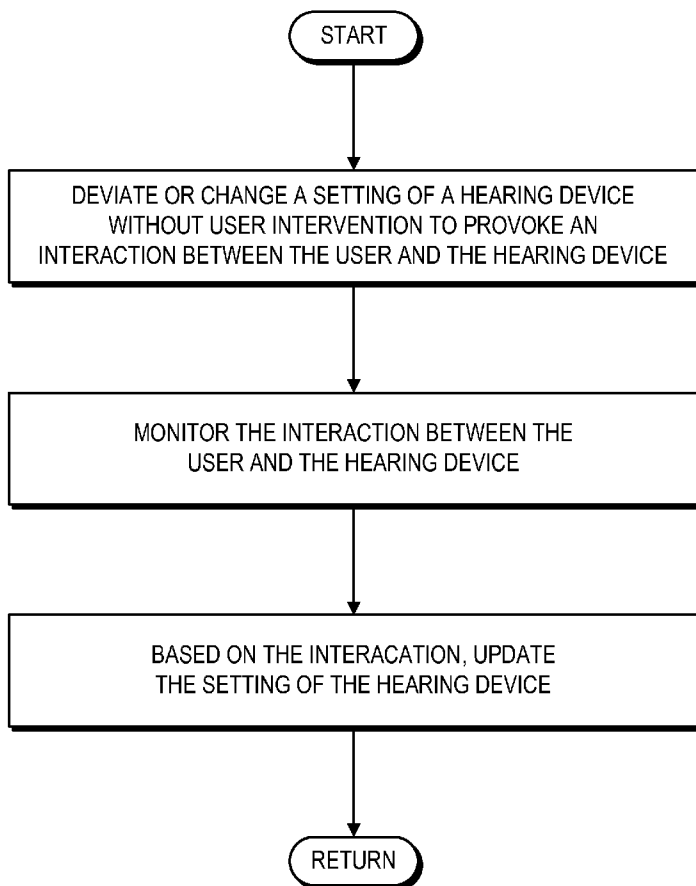 START
DEVIATE OR CHANGE A SETTING OF A HEARING DEVICE
WITHOUT USER INTERVENTION TO PROVOKE AN
INTERACTION BETWEEN THE USER AND THE HEARING DEVICE
MONITOR THE INTERACTION BETWEEN THE
USER AND THE HEARING DEVICE
BASED ON THE INTERACATION, UPDATE
THE SETTING OF THE HEARING DEVICE
RETURN